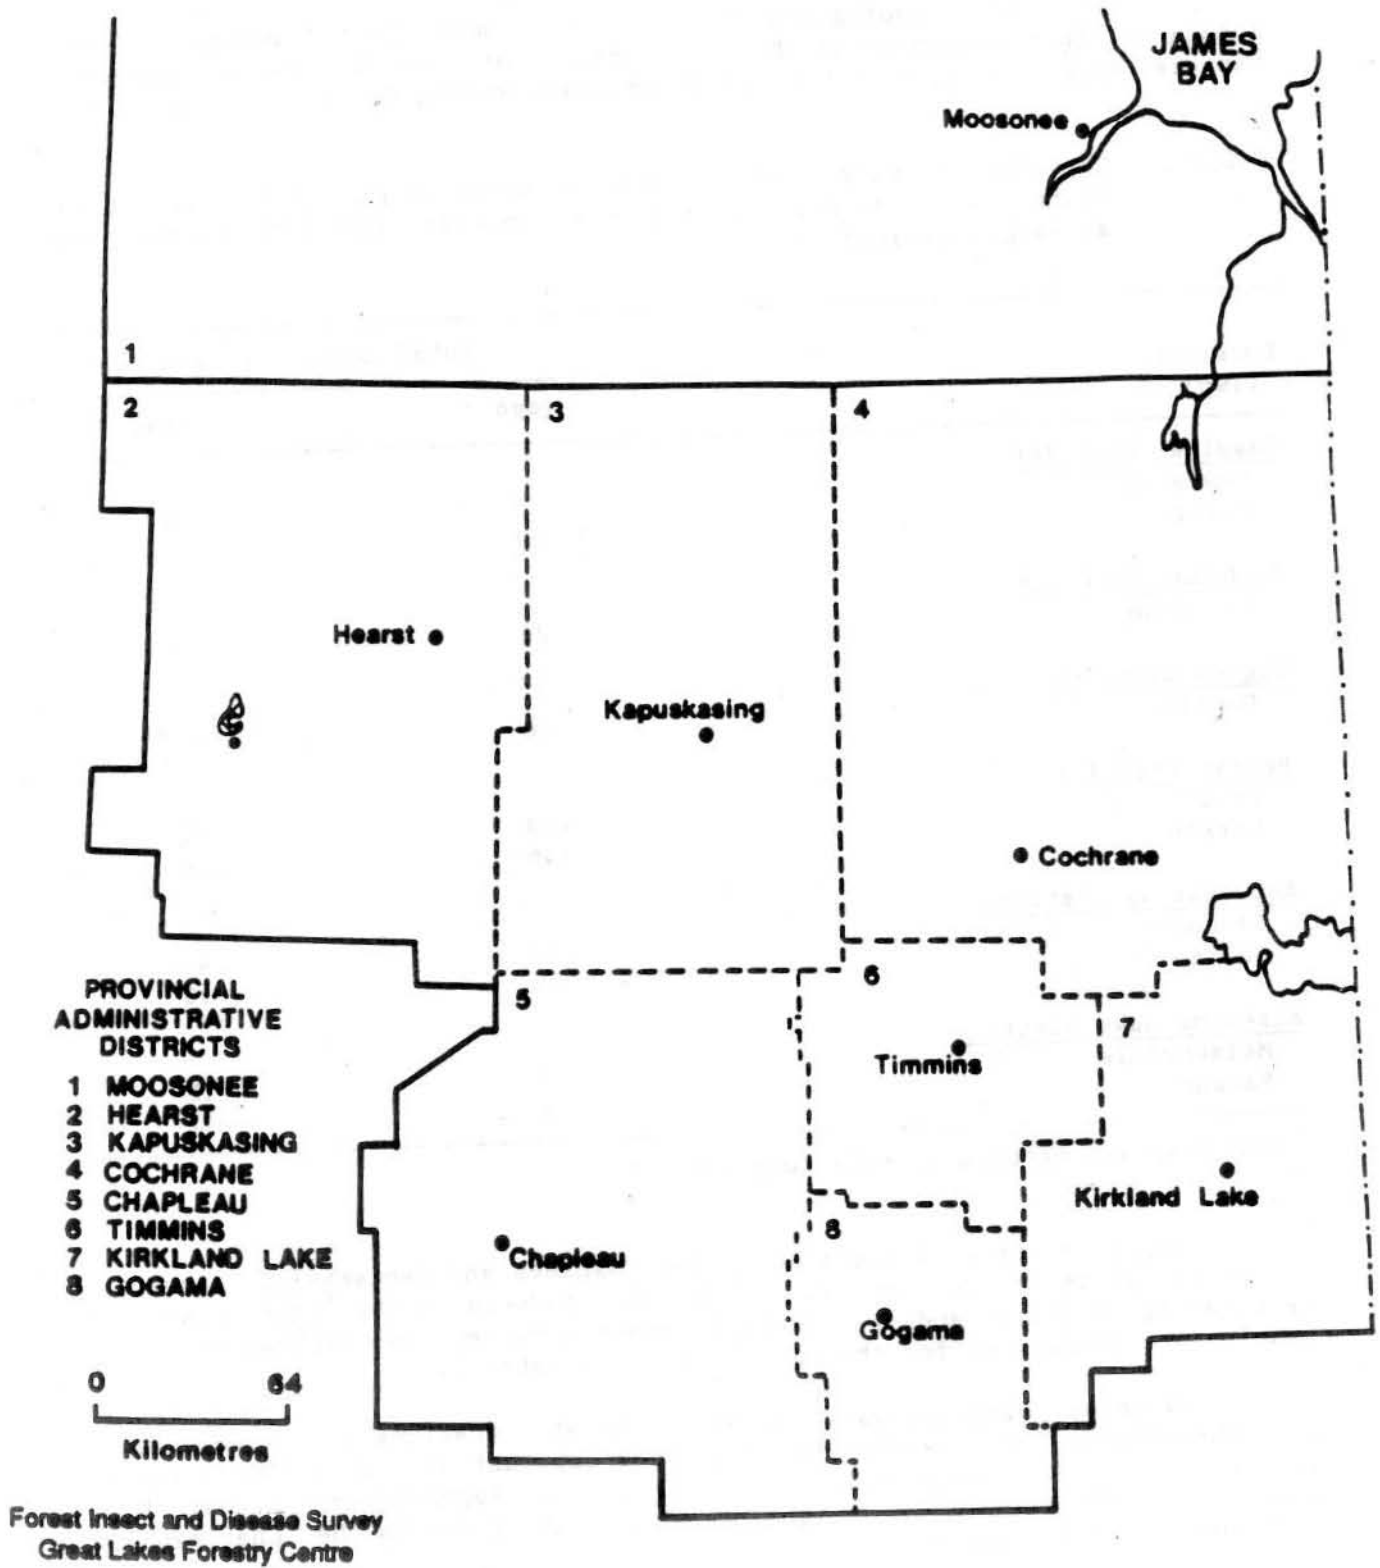 JAMES
BAY
Moosonee
1
2
3
4
Hearst
Kapuskasing
Cochrane
5
6
7
PROVINCIAL
ADMINISTRATIVE
DISTRICTS
1 MOOSONEE
2 HEARST
3 KAPUSKASING
4 COCHRANE
5 CHAPLEAU
6 TIMMINS
7 KIRKLAND LAKE
8 GOGAMA
Timmins
Kirkland Lake
8
Chapleau
Gogama
0 64
Kilometres
Forest Insect and Disease Survey
Great Lakes Forestry Centre